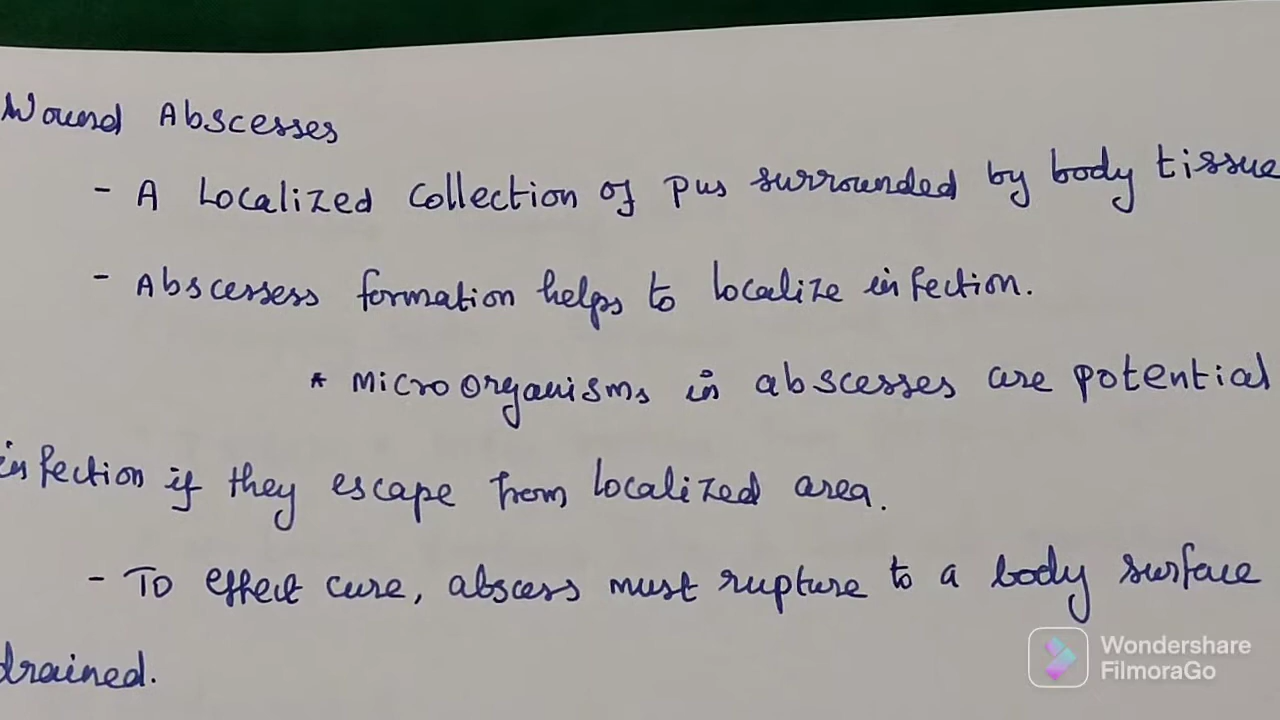 Wound Abscesses
- A Localized collection of pus surrounded by body tissue
- Abscessess formation helps to localize infection.
* Microorganisms in abscesses are potential
infection if they escape from localized area.
- To effect cure, abscess must rupture to a body surface
drained.
Wondershare
FilmoraGo